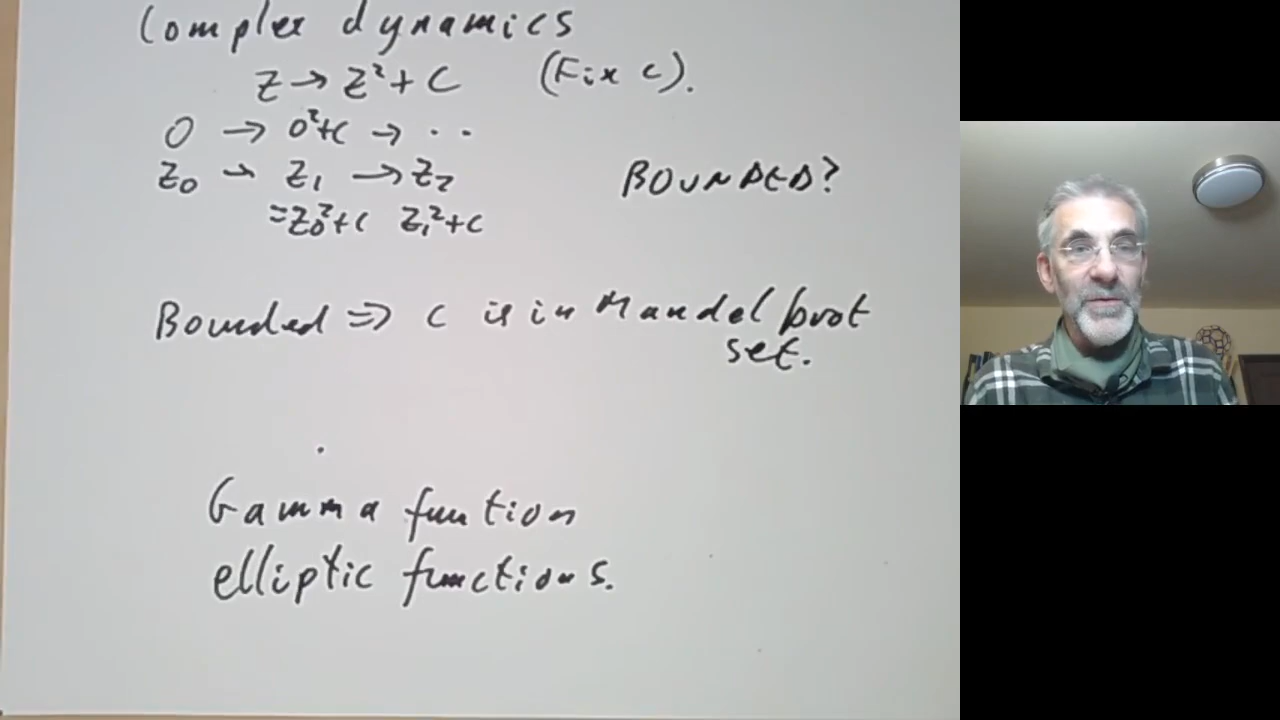 Complex dynamics
z → z² + c (Fix c).
0 → 0²+c → ··
z₀ → z₁ → z₂
BOUNDED?
=z₀²+c z₁²+c
Bounded ⇒ c is in Mandelbrot
set.
Gamma funtion
elliptic functions.